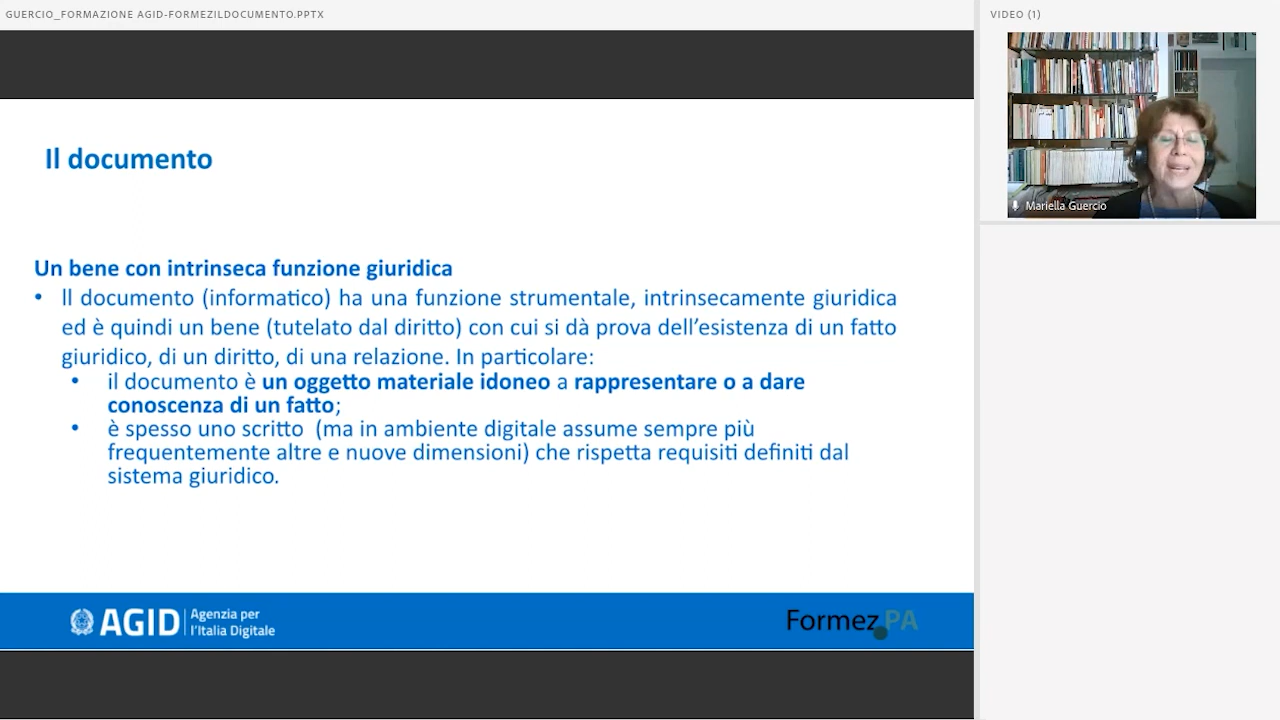 GUERCIO_FORMAZIONE AGID-FORMEZILDOCUMENTO.PPTX
VIDEO (1)
Mariella Guercio
Il documento
Un bene con intrinseca funzione giuridica
• Il documento (informatico) ha una funzione strumentale, intrinsecamente giuridica
ed è quindi un bene (tutelato dal diritto) con cui si dà prova dell’esistenza di un fatto
giuridico, di un diritto, di una relazione. In particolare:
• il documento è un oggetto materiale idoneo a rappresentare o a dare
conoscenza di un fatto;
• è spesso uno scritto (ma in ambiente digitale assume sempre più
frequentemente altre e nuove dimensioni) che rispetta requisiti definiti dal
sistema giuridico.
AGID Agenzia per
l’Italia Digitale
Formez PA